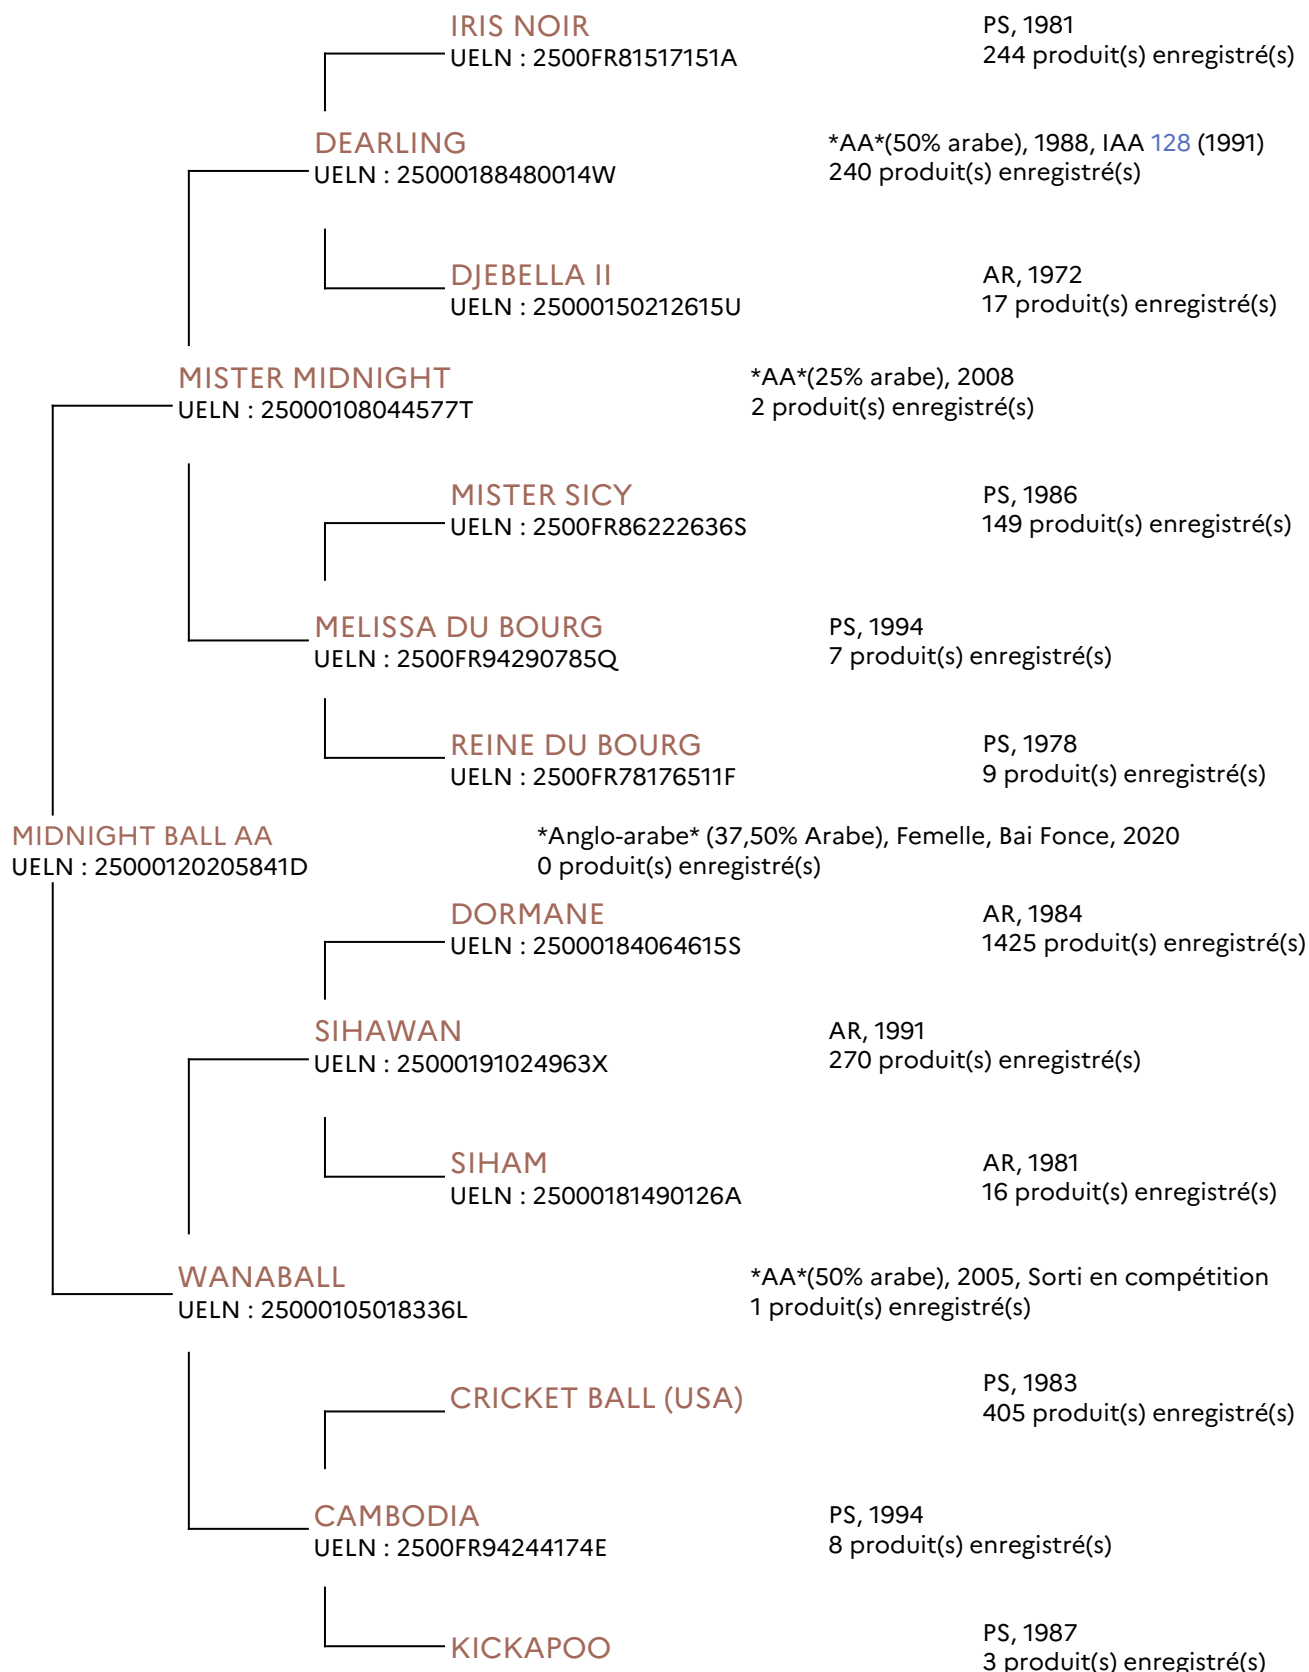 IRIS NOIR
UELN : 2500FR81517151A
PS, 1981
244 produit(s) enregistré(s)
DEARLING
UELN : 25000188480014W
*AA*(50% arabe), 1988, IAA 128 (1991)
240 produit(s) enregistré(s)
DJEBELLA II
UELN : 25000150212615U
AR, 1972
17 produit(s) enregistré(s)
MISTER MIDNIGHT
UELN : 25000108044577T
*AA*(25% arabe), 2008
2 produit(s) enregistré(s)
MISTER SICY
UELN : 2500FR86222636S
PS, 1986
149 produit(s) enregistré(s)
MELISSA DU BOURG
UELN : 2500FR94290785Q
PS, 1994
7 produit(s) enregistré(s)
REINE DU BOURG
UELN : 2500FR78176511F
PS, 1978
9 produit(s) enregistré(s)
MIDNIGHT BALL AA
UELN : 25000120205841D
*Anglo-arabe* (37,50% Arabe), Femelle, Bai Fonce, 2020
0 produit(s) enregistré(s)
DORMANE
UELN : 25000184064615S
AR, 1984
1425 produit(s) enregistré(s)
SIHAWAN
UELN : 25000191024963X
AR, 1991
270 produit(s) enregistré(s)
SIHAM
UELN : 25000181490126A
AR, 1981
16 produit(s) enregistré(s)
WANABALL
UELN : 25000105018336L
*AA*(50% arabe), 2005, Sorti en compétition
1 produit(s) enregistré(s)
CRICKET BALL (USA)
PS, 1983
405 produit(s) enregistré(s)
CAMBODIA
UELN : 2500FR94244174E
PS, 1994
8 produit(s) enregistré(s)
KICKAPOO
PS, 1987
3 produit(s) enregistré(s)